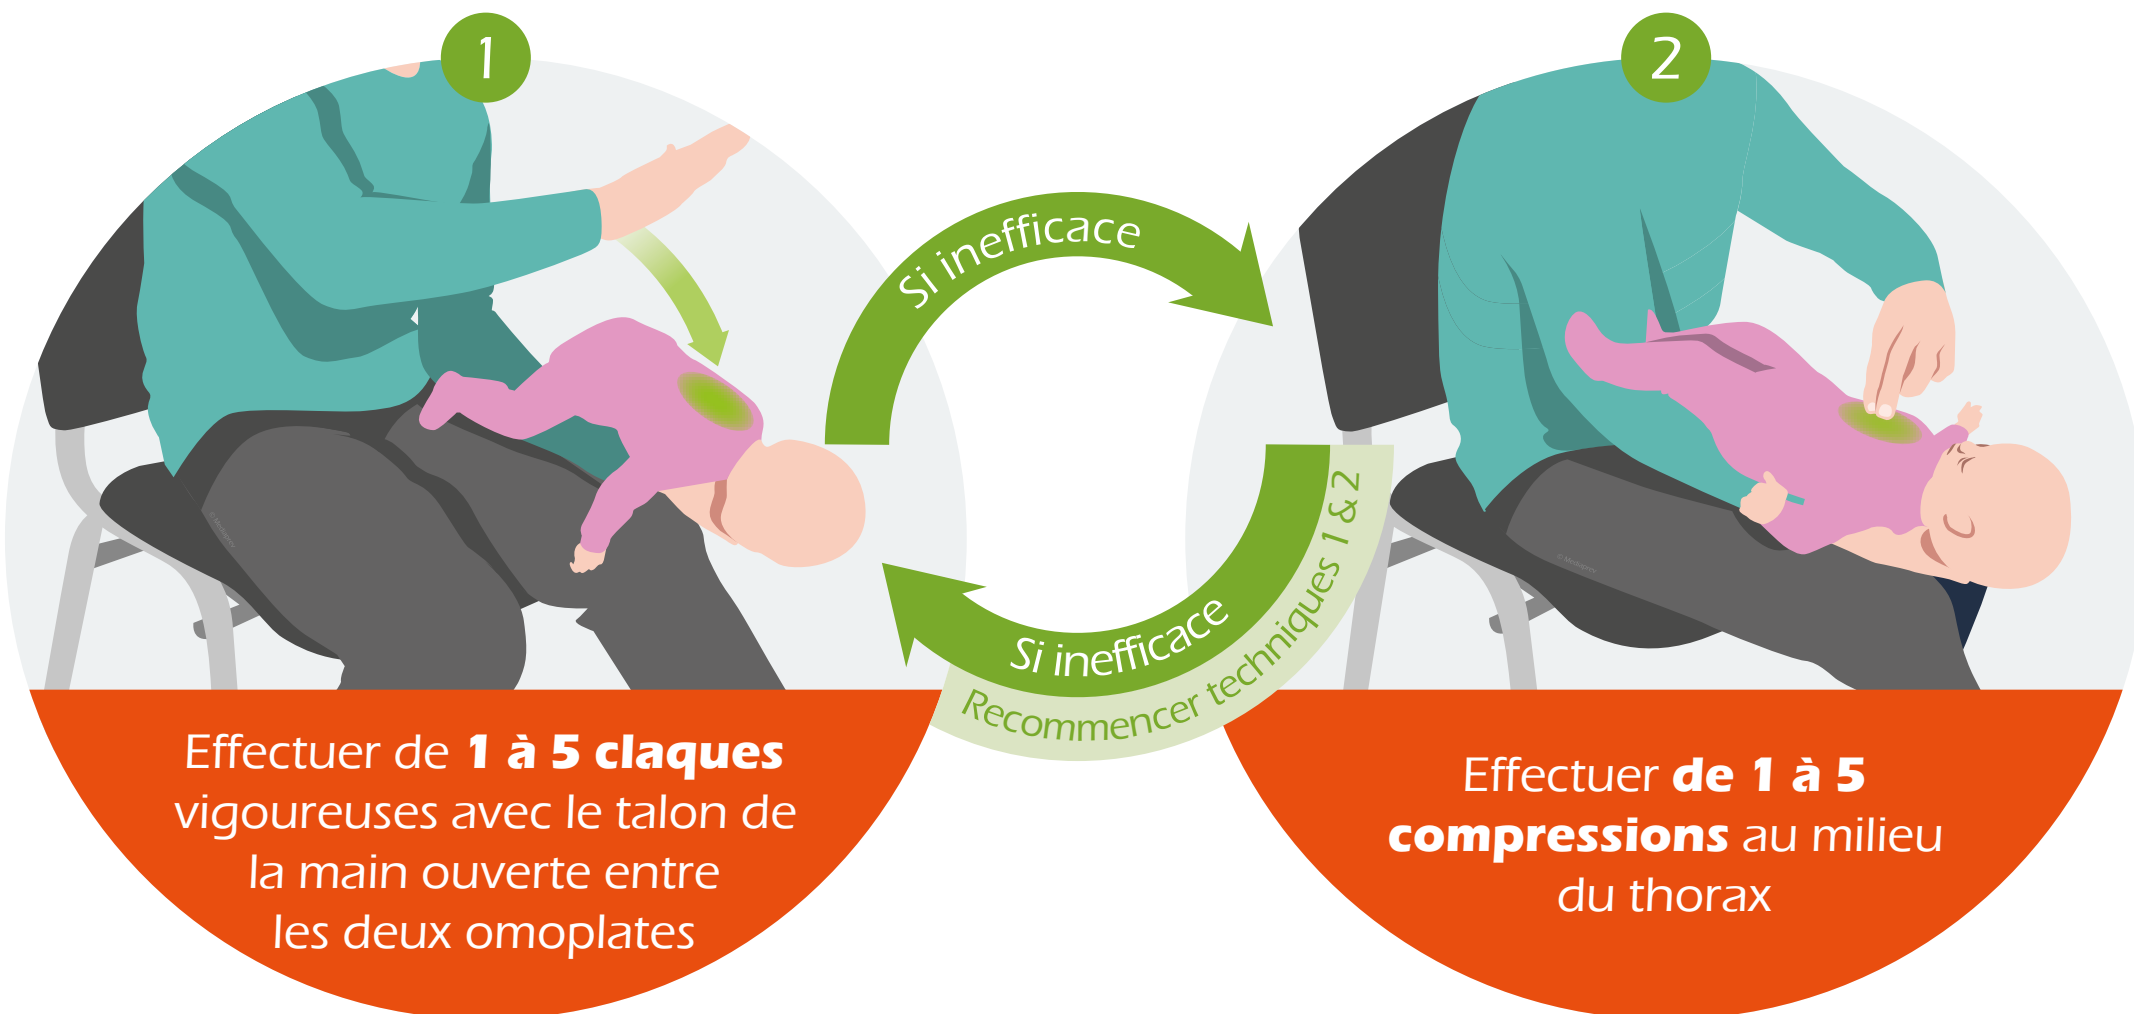 1
2
Si inefficace
Si inefficace
Recommencer techniques 1 & 2
Effectuer de 1 à 5 claques
vigoureuses avec le talon de
la main ouverte entre
les deux omoplates
Effectuer de 1 à 5
compressions au milieu
du thorax